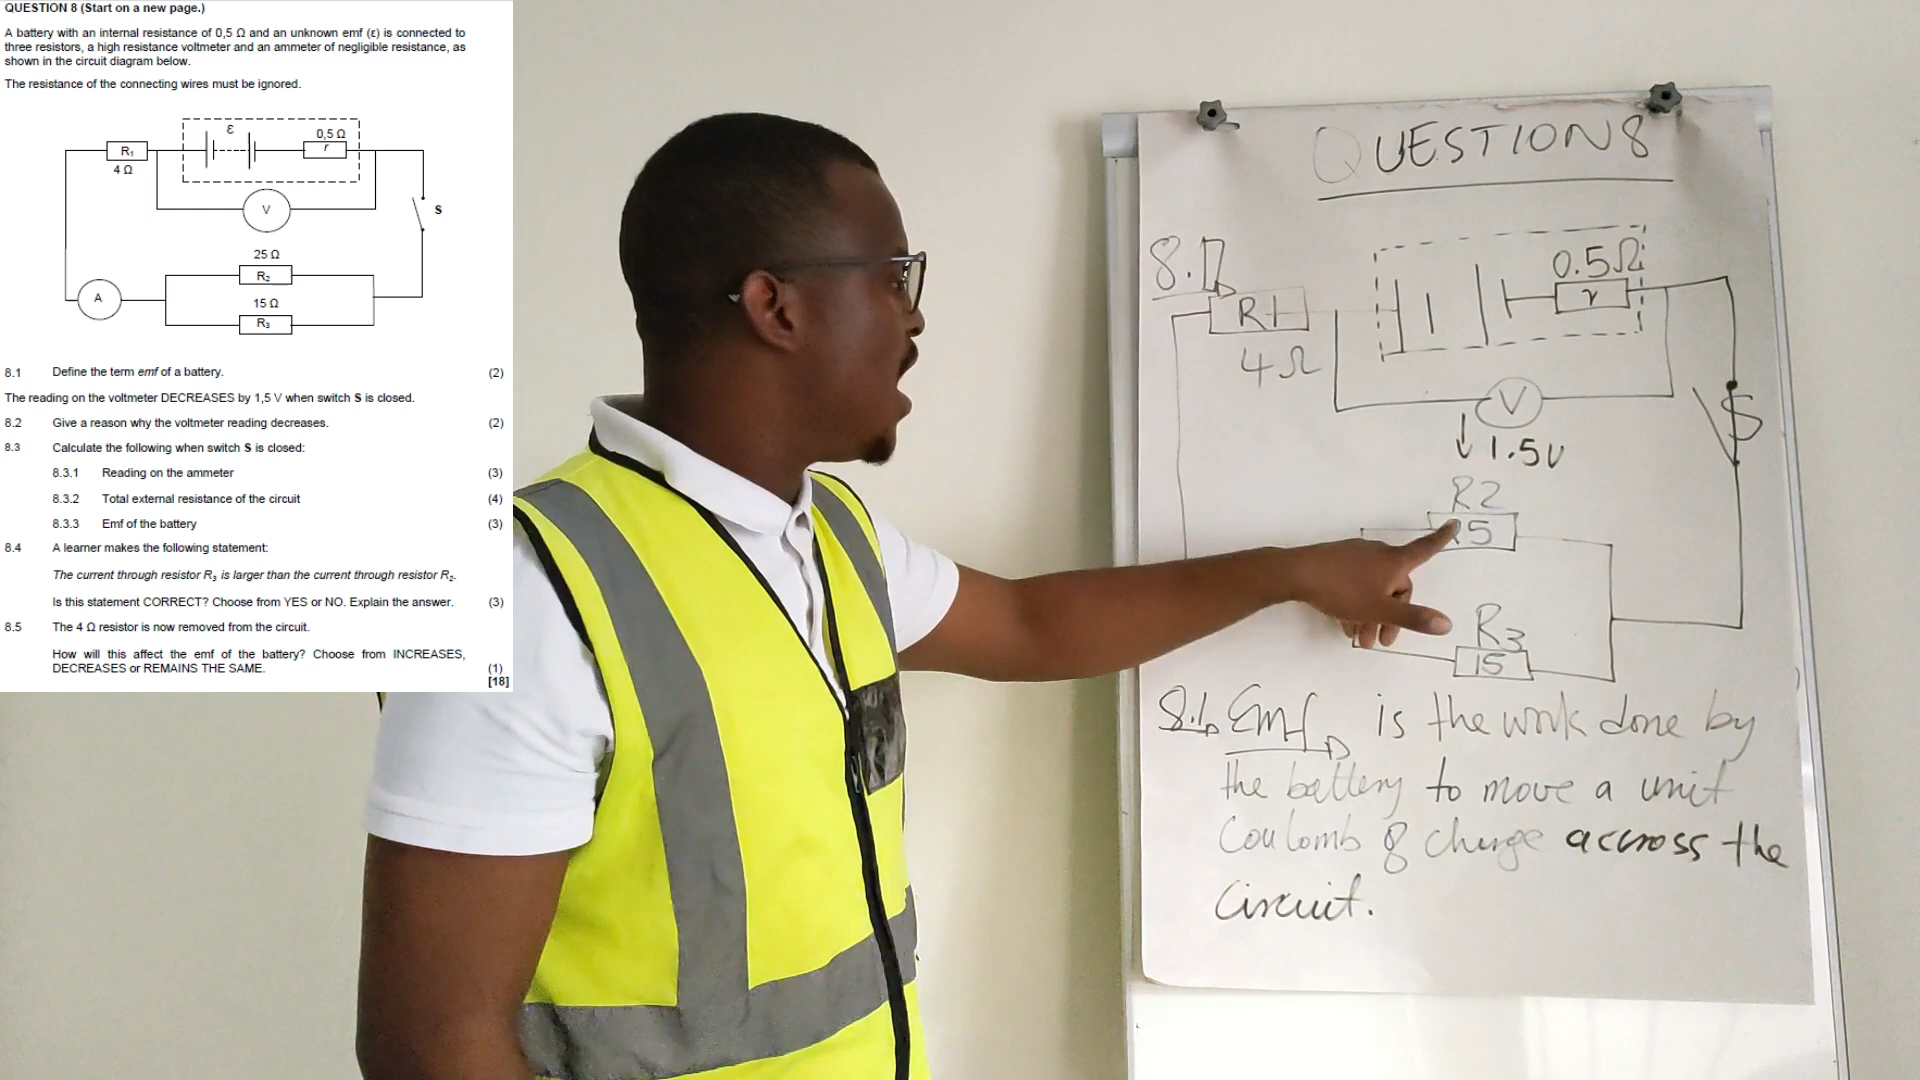 QUESTION 8 (Start on a new page.)
A battery with an internal resistance of 0,5 Ω and an unknown emf (ε) is connected to
three resistors, a high resistance voltmeter and an ammeter of negligible resistance, as
shown in the circuit diagram below.
The resistance of the connecting wires must be ignored.
ε
0,5 Ω
R₁
r
4 Ω
V
S
25 Ω
R₂
A
15 Ω
R₃
8.1 Define the term emf of a battery. (2)
The reading on the voltmeter DECREASES by 1,5 V when switch S is closed.
8.2 Give a reason why the voltmeter reading decreases. (2)
8.3 Calculate the following when switch S is closed:
8.3.1 Reading on the ammeter (3)
8.3.2 Total external resistance of the circuit (4)
8.3.3 Emf of the battery (3)
8.4 A learner makes the following statement:
The current through resistor R₃ is larger than the current through resistor R₂.
Is this statement CORRECT? Choose from YES or NO. Explain the answer. (3)
8.5 The 4 Ω resistor is now removed from the circuit.
How will this affect the emf of the battery? Choose from INCREASES,
DECREASES or REMAINS THE SAME. (1)
[18]
QUESTION 8
0.5Ω
R1
r
4 Ω
V
S
↓ 1.5V
R2
R3
15
8.1 Emf is the work done by
the battery to move a unit
Coulomb of charge accross the
Circuit.